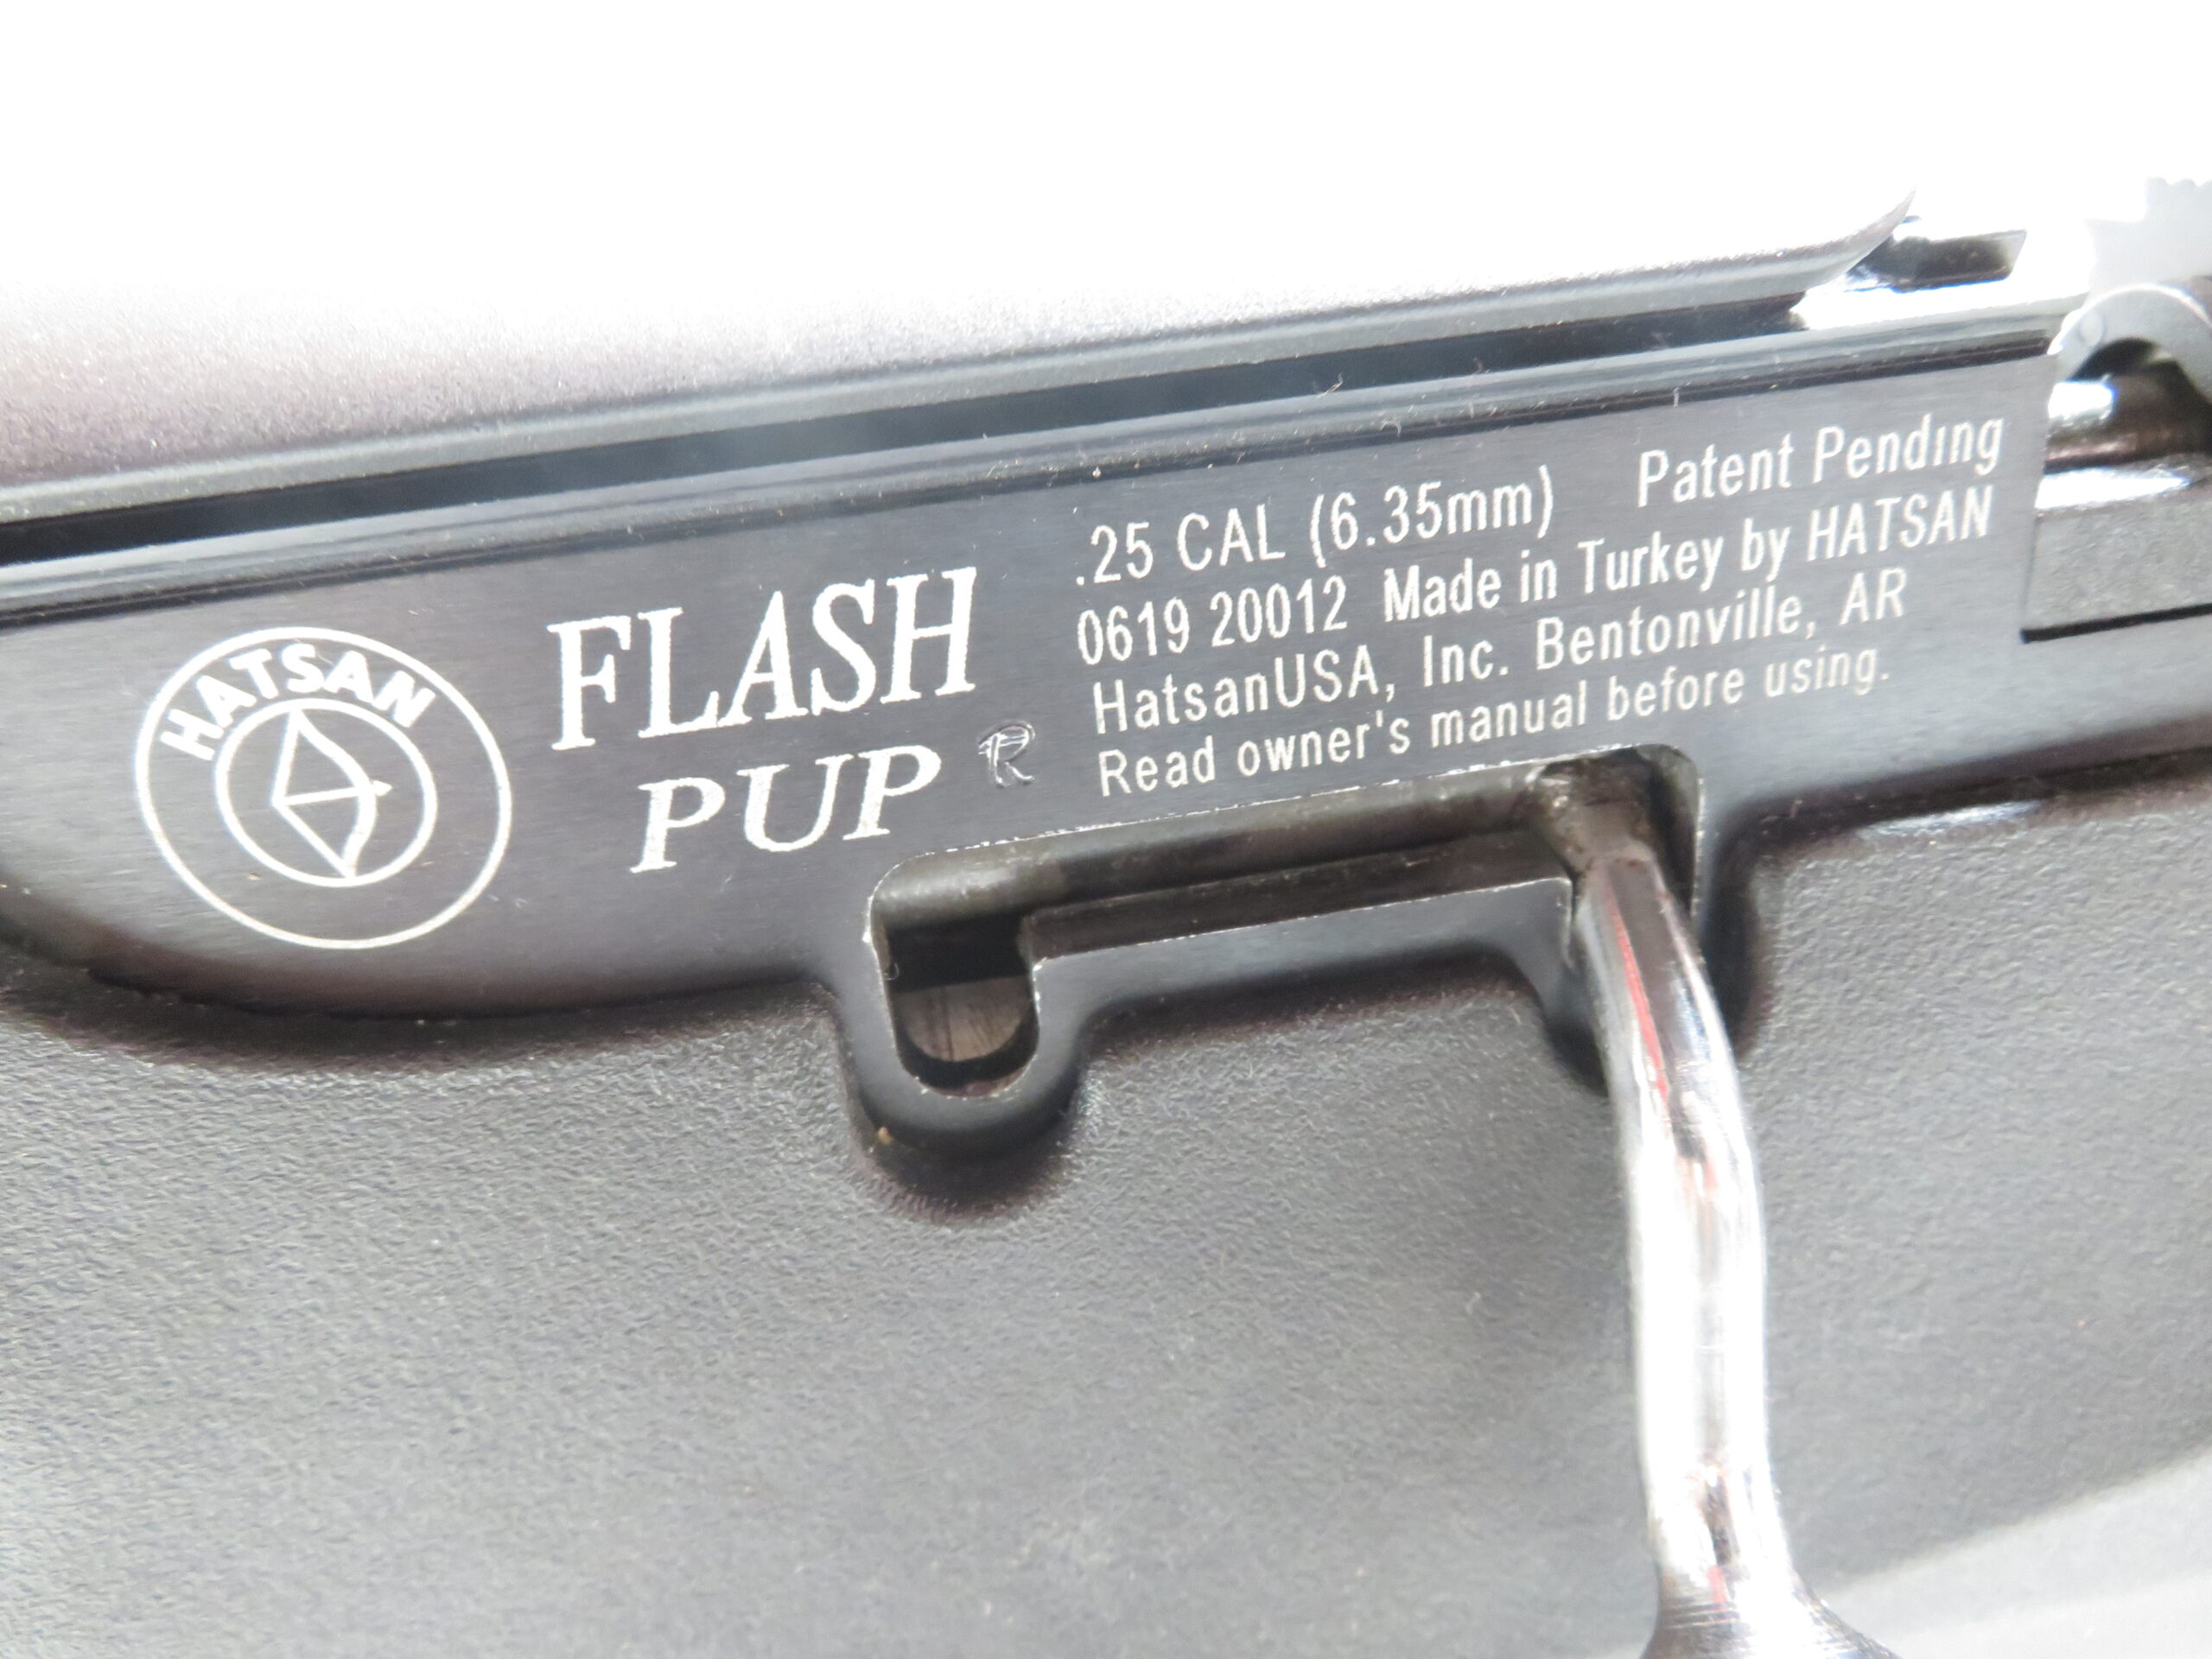 HATSAN
FLASH
PUP R
.25 CAL (6.35mm) Patent Pending
0619 20012 Made in Turkey by HATSAN
HatsanUSA, Inc. Bentonville, AR
Read owner's manual before using.